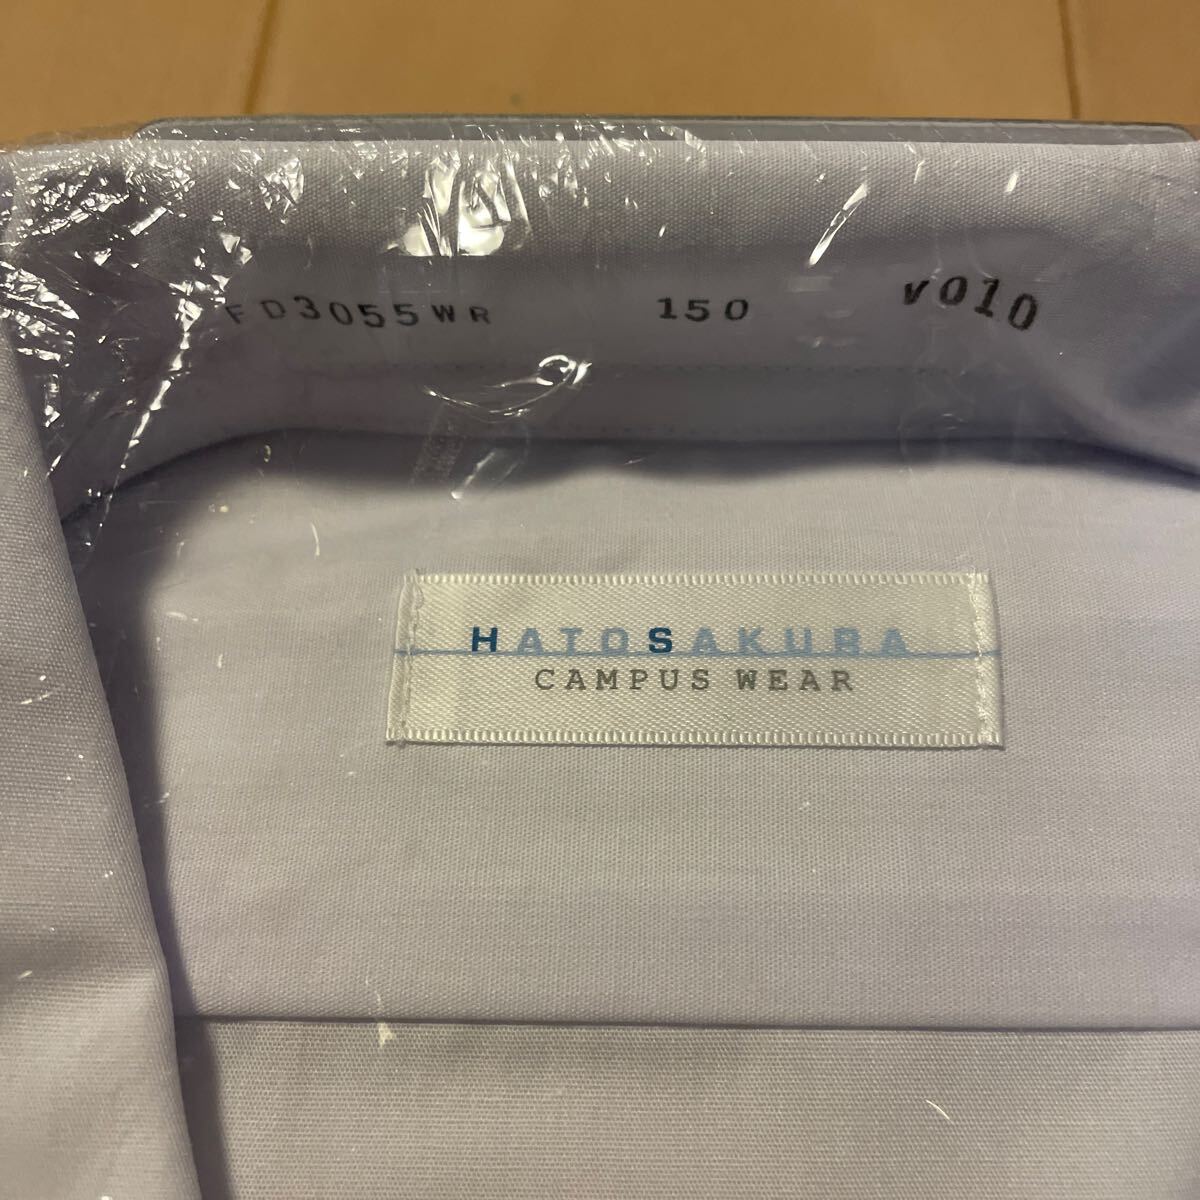 FD3055WR 150 V010
HATOSAKURA
CAMPUS WEAR